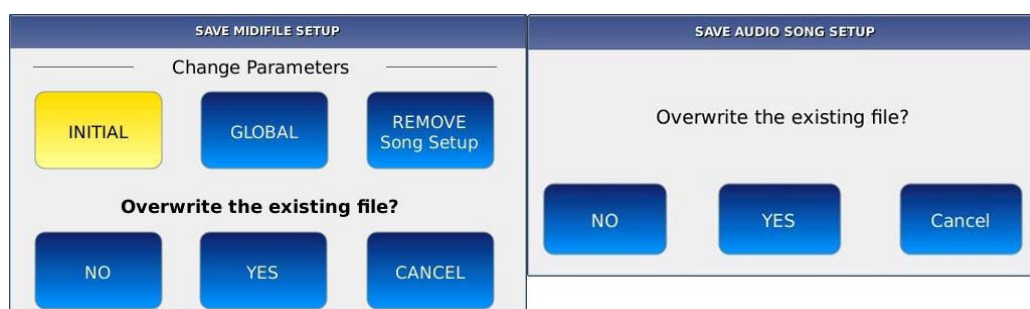 SAVE MIDIFILE SETUP
Change Parameters
INITIAL
GLOBAL
REMOVE
Song Setup
Overwrite the existing file?
NO
YES
CANCEL
SAVE AUDIO SONG SETUP
Overwrite the existing file?
NO
YES
Cancel